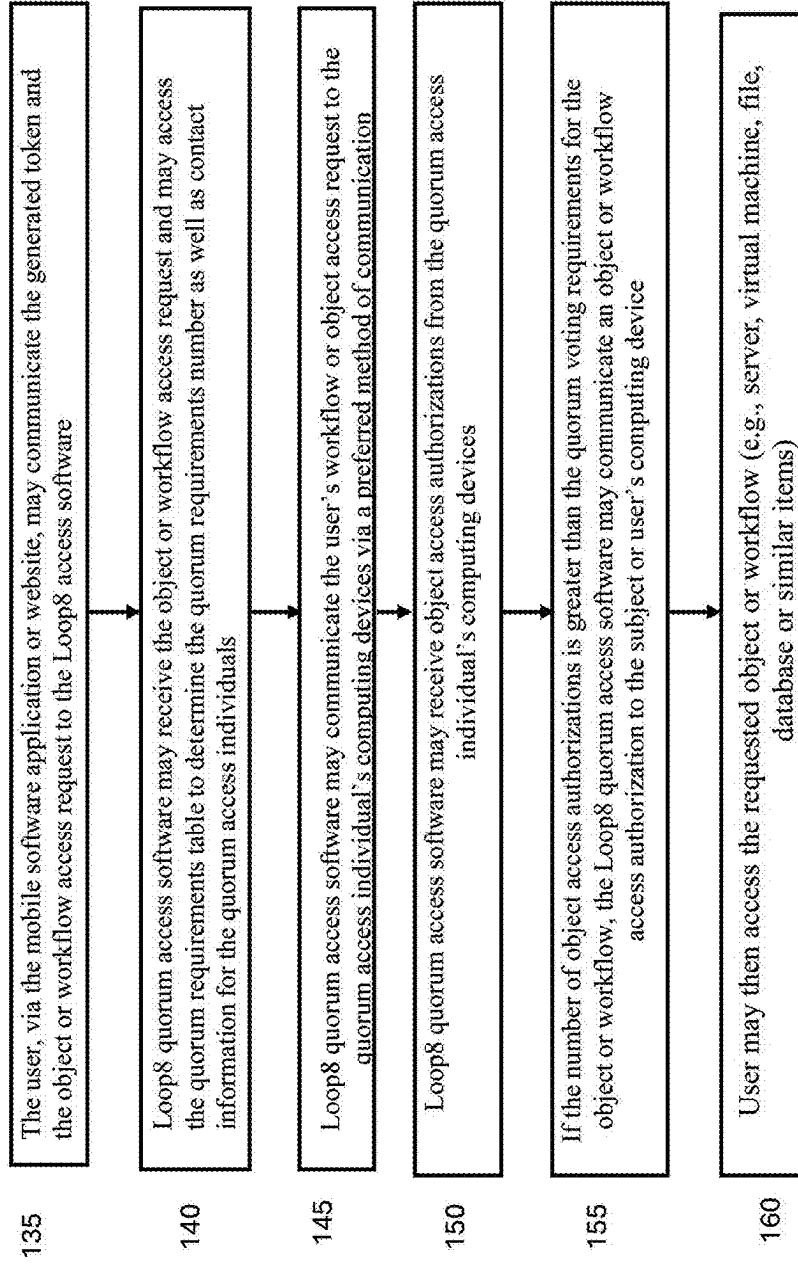 135
The user, via the mobile software application or website, may communicate the generated token and
the object or workflow access request to the Loop8 access software
140
Loop8 quorum access software may receive the object or workflow access request and may access
the quorum requirements table to determine the quorum requirements number as well as contact
information for the quorum access individuals
145
Loop8 quorum access software may communicate the user's workflow or object access request to the
quorum access individual's computing devices via a preferred method of communication
150
Loop8 quorum access software may receive object access authorizations from the quorum access
individual's computing devices
155
If the number of object access authorizations is greater than the quorum voting requirements for the
object or workflow, the Loop8 quorum access software may communicate an object or workflow
access authorization to the subject or user's computing device
160
User may then access the requested object or workflow (e.g., server, virtual machine, file,
database or similar items)